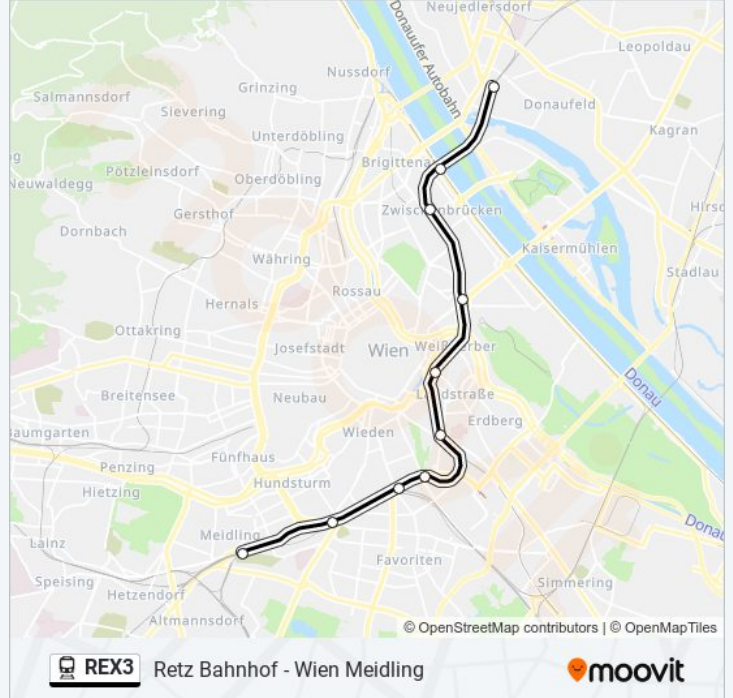 Neujedlersdorf
Leopoldau
Donauufer Autobahn
Nussdorf
Grinzing
Salmannsdorf
Sievering
Donaufeld
Kagran
Unterdöbling
Brigittenau
Pötzleinsdorf
Oberdöbling
Neuwaldegg
Gersthof
Zwischenbrücken
Dornbach
Kaisermühlen
Währing
Stadlau
Rossau
Hernals
Ottakring
Josefstadt
Wien
Donau
Breitensee
Neubau
Landstraße
Erdberg
Baumgarten
Wieden
Penzing
Fünfhaus
Hietzing
Hundsturm
Lainz
Meidling
Favoriten
Speising
Hetzendorf
Simmering
Altmannsdorf
© OpenStreetMap contributors | © OpenMapTiles
REX3 Retz Bahnhof - Wien Meidling
moovit